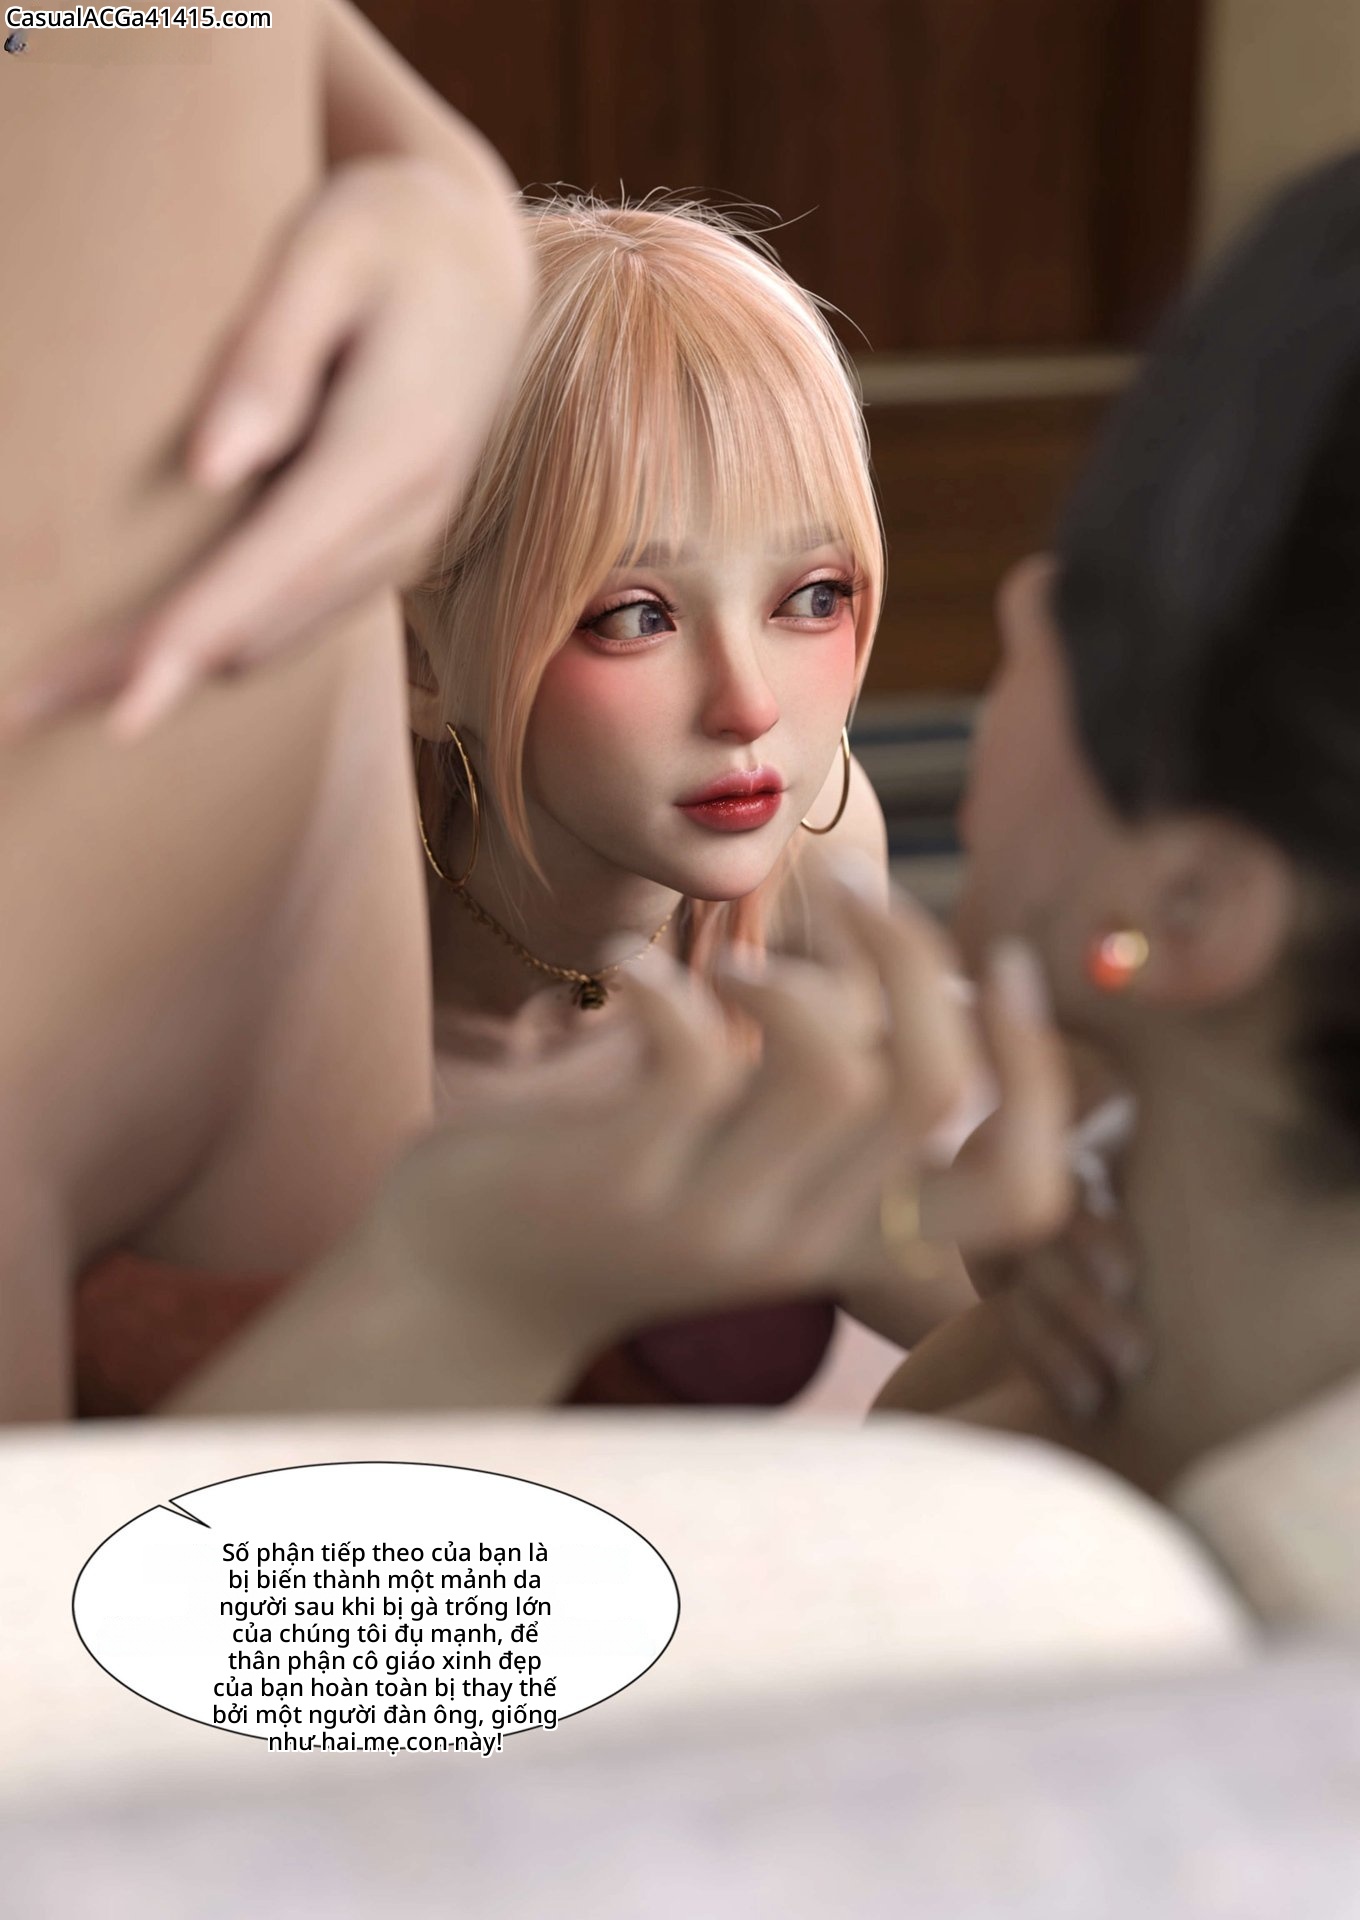 CasualACGa41415.com
Số phận tiếp theo của bạn là
bị biến thành một mảnh da
người sau khi bị gà trống lớn
của chúng tôi đụ mạnh, để
thân phận cô giáo xinh đẹp
của bạn hoàn toàn bị thay thế
bởi một người đàn ông, giống
như hai mẹ con này!